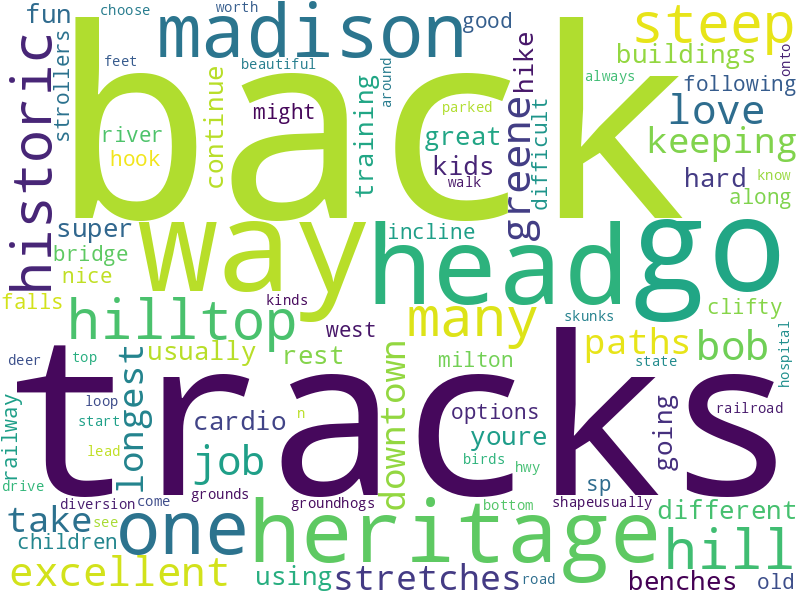 fun
choose
worth
madison
good
steep
back
historic
strollers
feet
beautiful
around
hike
always
buildings
onto
river
hook
continue
might
training
parked
great
greene
difficult
love
following
keeping
kids
walk
hard
know
along
super
way
incline
head
go
bridge
nice
falls
kinds
hilltop
west
many
skunks
clifty
paths
bob
hospital
deer
top
longest
usually
rest
downtown
milton
state
tracks
loop
start
cardio
options
n
youre
going
railroad
railway
lead
job
birds
hwy
drive
grounds
diversion
come
groundhogs
sp
bottom
shapeusually
take
see
one
heritage
different
children
hill
excellent
using
stretches
road
benches
old